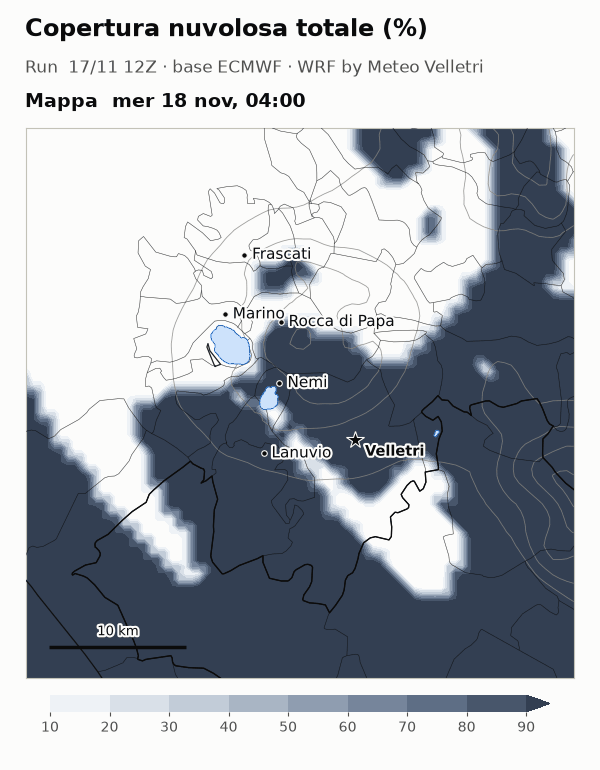 Copertura nuvolosa totale (%)
Run  17/11 12Z · base ECMWF · WRF by Meteo Velletri
Mappa  mer 18 nov, 04:00
Frascati
Marino
Rocca di Papa
Nemi
Velletri
Lanuvio
10 km
10 20 30 40 50 60 70 80 90